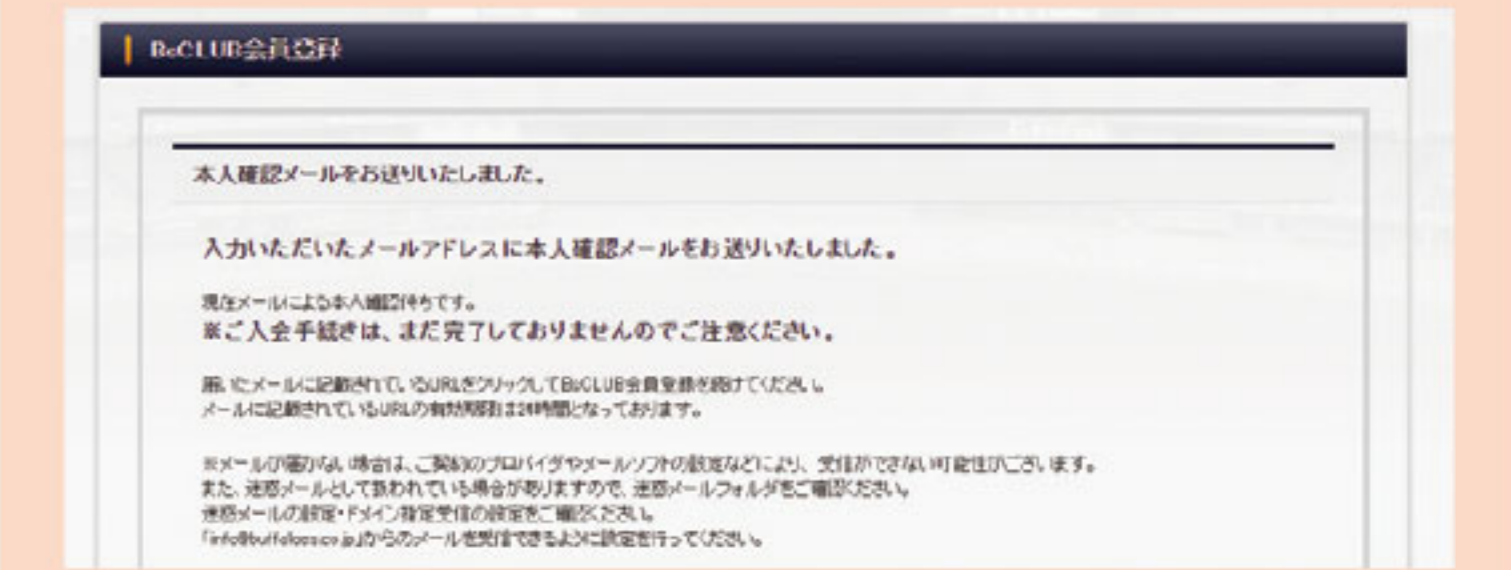 BsCLUB会員登録
本人確認メールをお送りいたしました。
入力いただいたメールアドレスに本人確認メールをお送りいたしました。
現在メールによる本人確認待ちです。
※ご入会手続きは、まだ完了しておりませんのでご注意ください。
届いたメールに記載されているURLをクリックしてBsCLUB会員登録を続けてください。
メールに記載されているURLの有効期限は24時間となっております。
※メールが届かない場合は、ご契約のプロバイダやメールソフトの設定などにより、受信ができない可能性がございます。
また、迷惑メールとして扱われている場合がありますので、迷惑メールフォルダをご確認ください。
迷惑メールの設定・ドメイン指定受信の設定をご確認ください。
「info@buffaloes.co.jp」からのメールを受信できるように設定を行ってください。